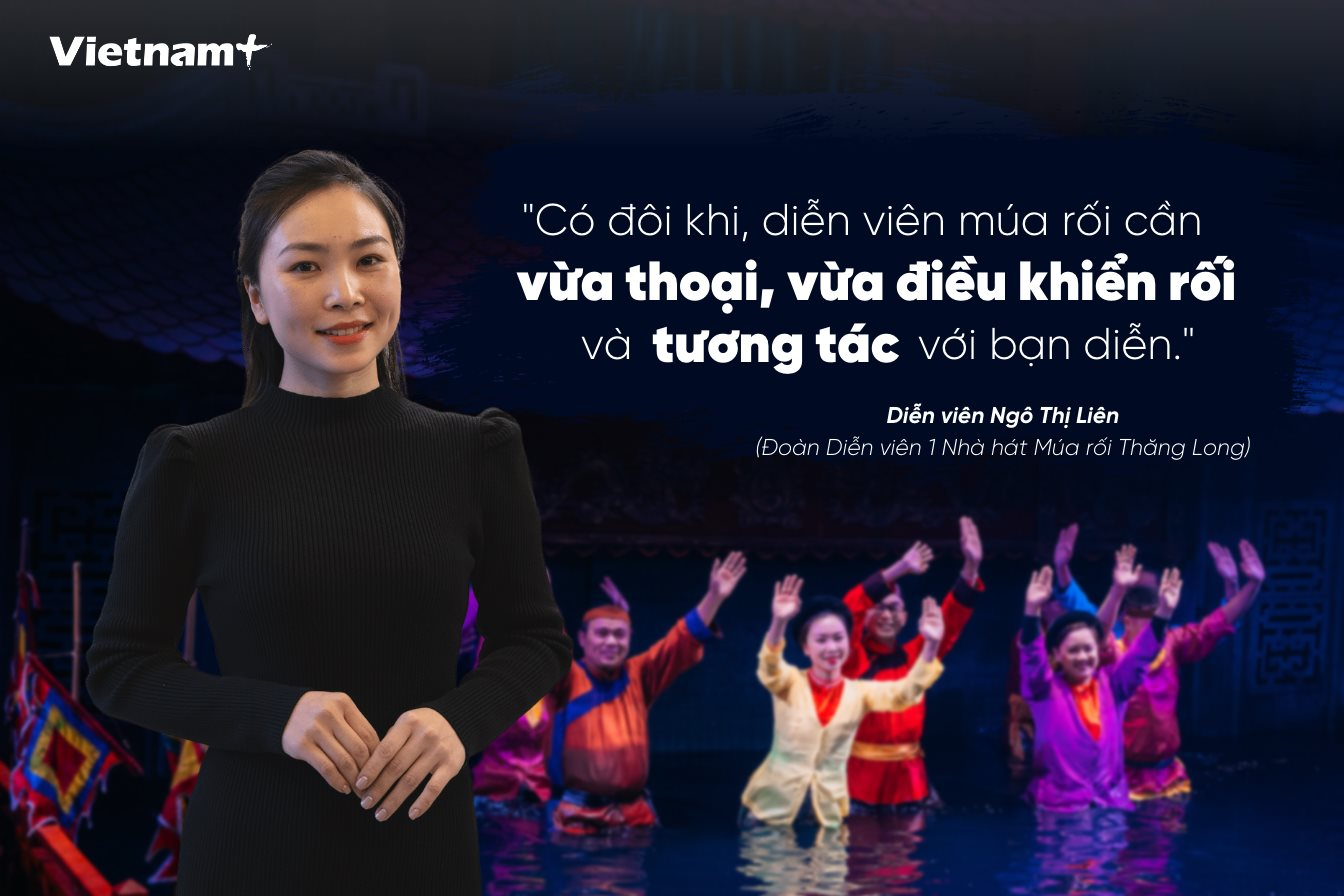 Vietnam+
"Có đôi khi, diễn viên múa rối cần
vừa thoại, vừa điều khiển rối
và tương tác với bạn diễn."
Diễn viên Ngô Thị Liên
(Đoàn Diễn viên 1 Nhà hát Múa rối Thăng Long)